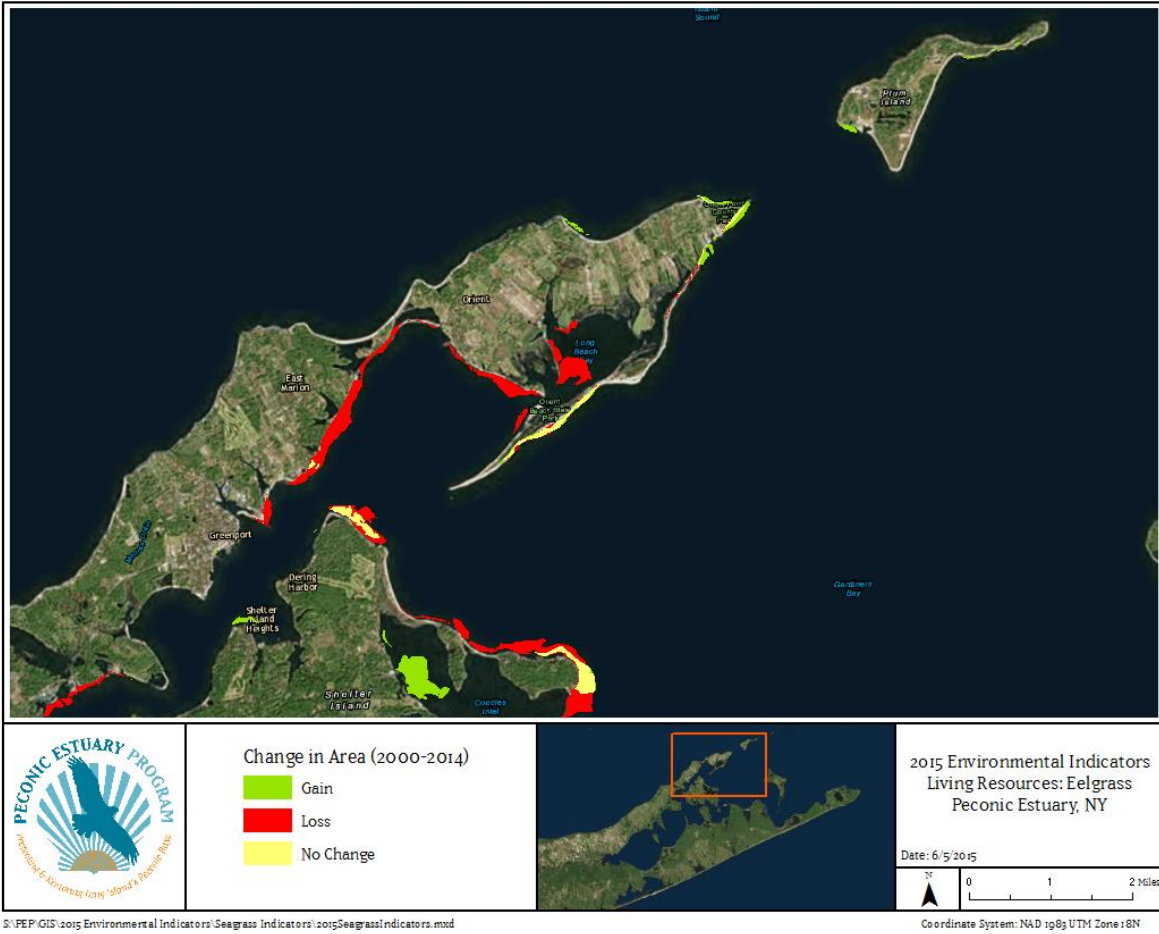 Island
Sound
Plum
Island
Orient
Long
Beach
Bay
East
Marion
Orient
Beach State
Park
Greenport
Dering
Harbor
Gardiners
Bay
Shelter
Island
Heights
Shelter
Island
Coecles
Inlet
PECONIC ESTUARY PROGRAM
Protecting & Restoring Long Island's Peconic Bays
Change in Area (2000-2014)
Gain
Loss
No Change
2015 Environmental Indicators
Living Resources: Eelgrass
Peconic Estuary, NY
Date: 6/5/2015
N
0 1 2 Miles
S:\PEP\GIS\2015 Environmental Indicators\Seagrass Indicators\2015SeagrassIndicators.mxd
Coordinate System: NAD 1983 UTM Zone 18N